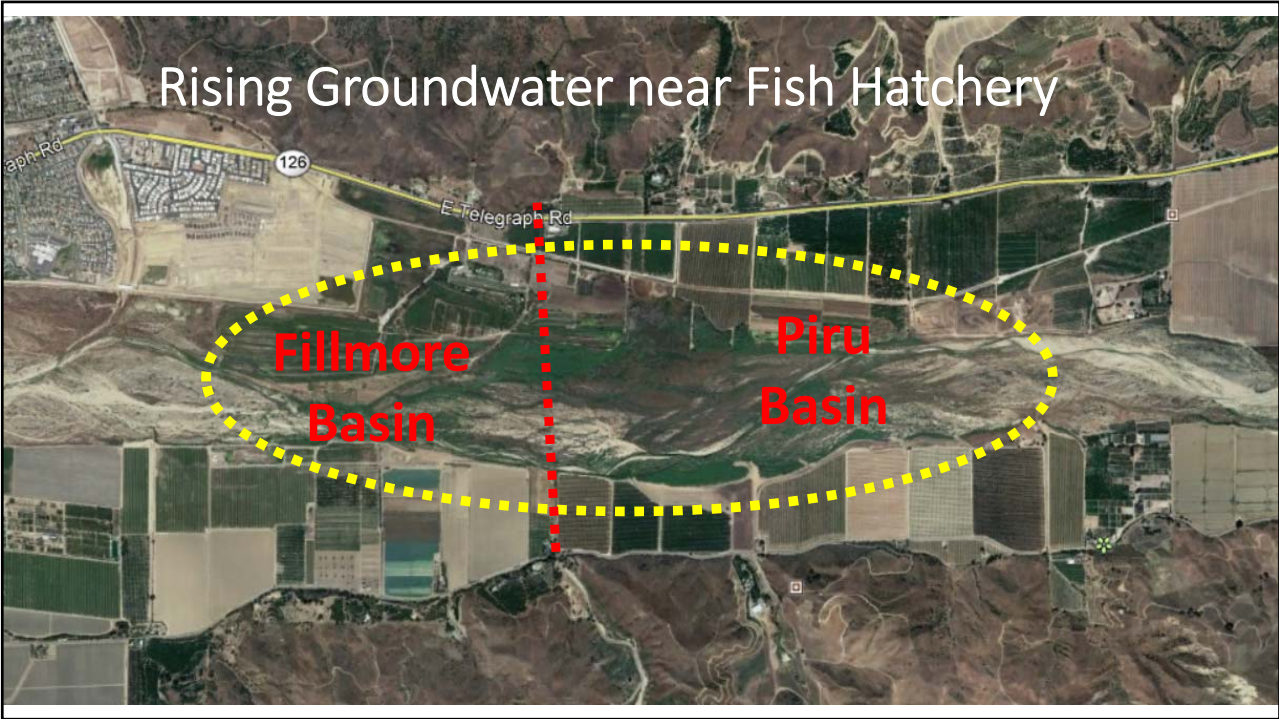 Rising Groundwater near Fish Hatchery
aph Rd
126
E Telegraph Rd
Fillmore
Basin
Piru
Basin